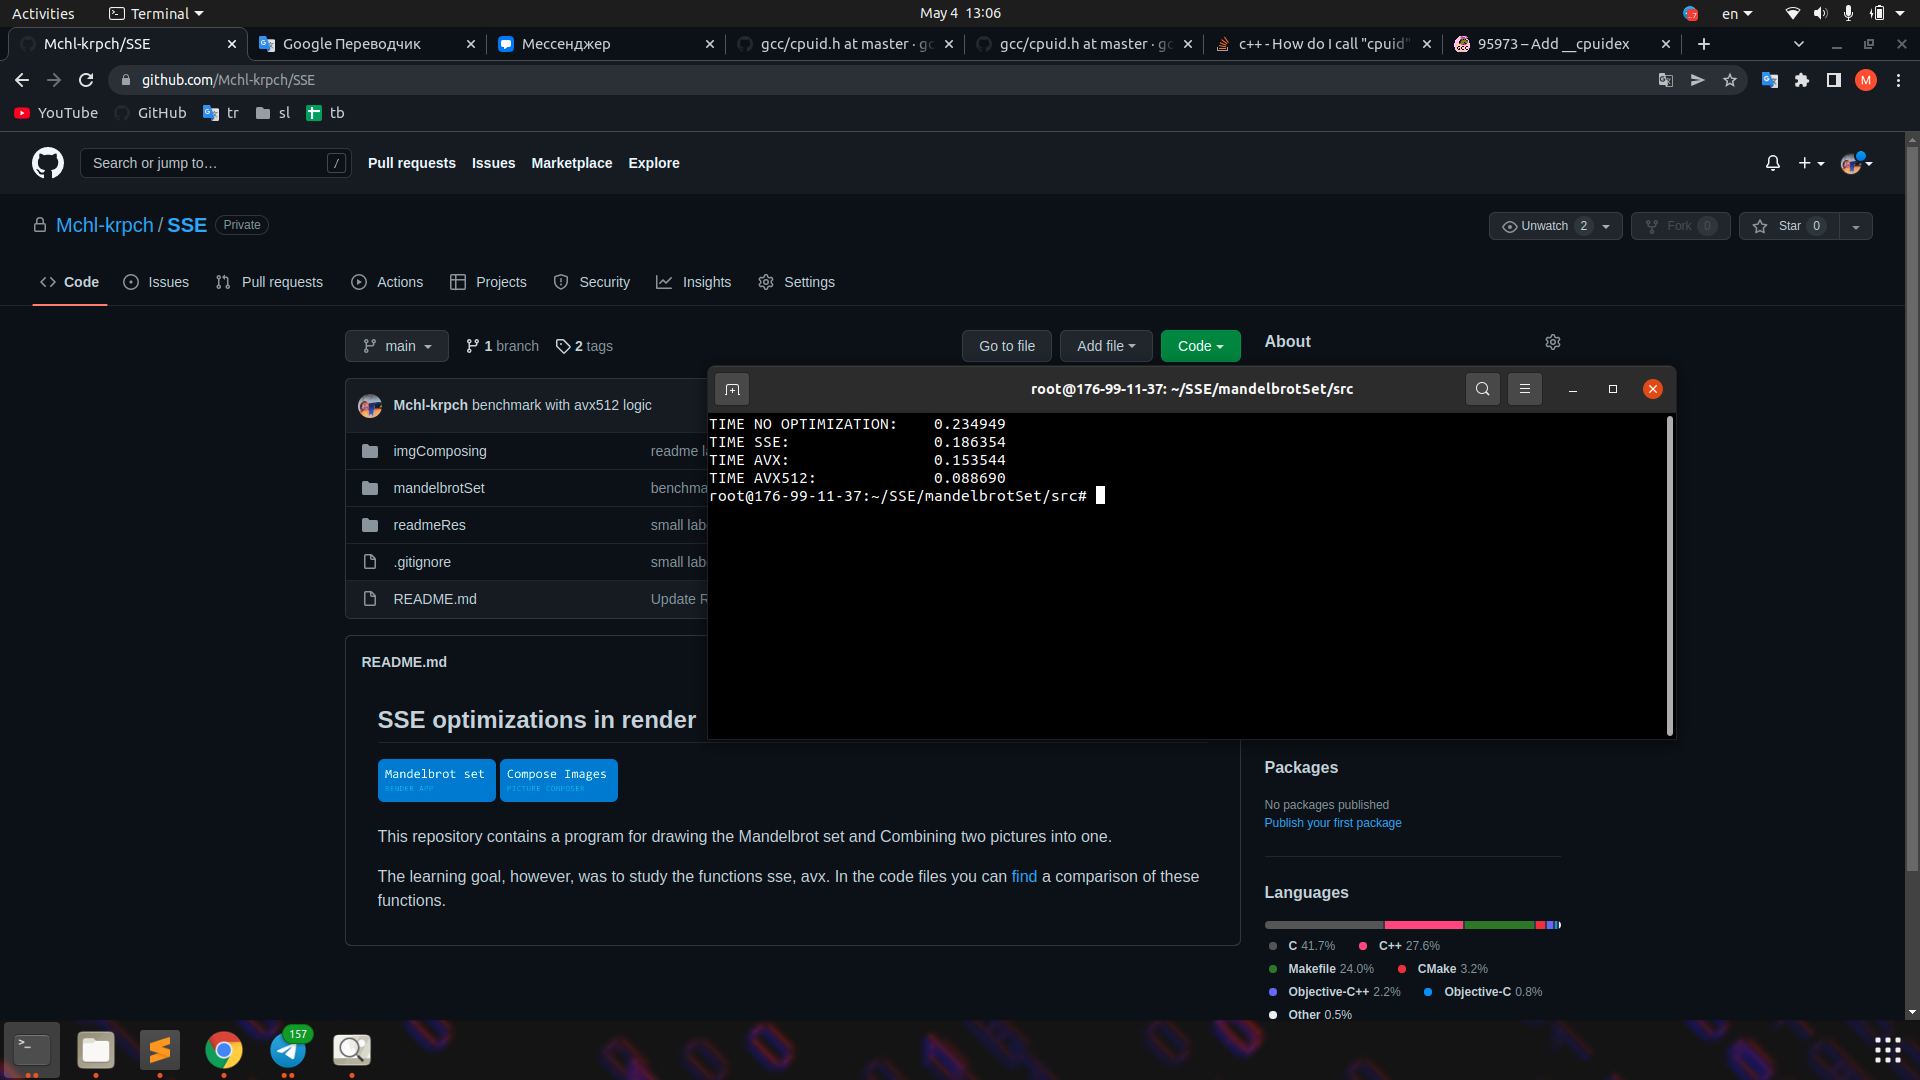 Activities Terminal May 4 13:06 en
Mchl-krpch/SSE Google Переводчик Мессенджер gcc/cpuid.h at master · gc gcc/cpuid.h at master · gc c++ - How do I call "cpuid" 95973 – Add __cpuidex
github.com/Mchl-krpch/SSE M
YouTube GitHub tr sl tb
Search or jump to… / Pull requests Issues Marketplace Explore
Mchl-krpch / SSE Private Unwatch 2 Fork 0 Star 0
Code Issues Pull requests Actions Projects Security Insights Settings
main 1 branch 2 tags Go to file Add file Code About
root@176-99-11-37: ~/SSE/mandelbrotSet/src
TIME NO OPTIMIZATION: 0.234949
TIME SSE: 0.186354
TIME AVX: 0.153544
TIME AVX512: 0.088690
root@176-99-11-37:~/SSE/mandelbrotSet/src#
Mchl-krpch benchmark with avx512 logic
imgComposing readme la
mandelbrotSet benchma
readmeRes small lab
.gitignore small lab
README.md Update R
README.md
SSE optimizations in render
Mandelbrot set Compose Images
RENDER APP PICTURE COMPOSER
This repository contains a program for drawing the Mandelbrot set and Combining two pictures into one.
The learning goal, however, was to study the functions sse, avx. In the code files you can find a comparison of these
functions.
Packages
No packages published
Publish your first package
Languages
C 41.7% C++ 27.6%
Makefile 24.0% CMake 3.2%
Objective-C++ 2.2% Objective-C 0.8%
Other 0.5%
157